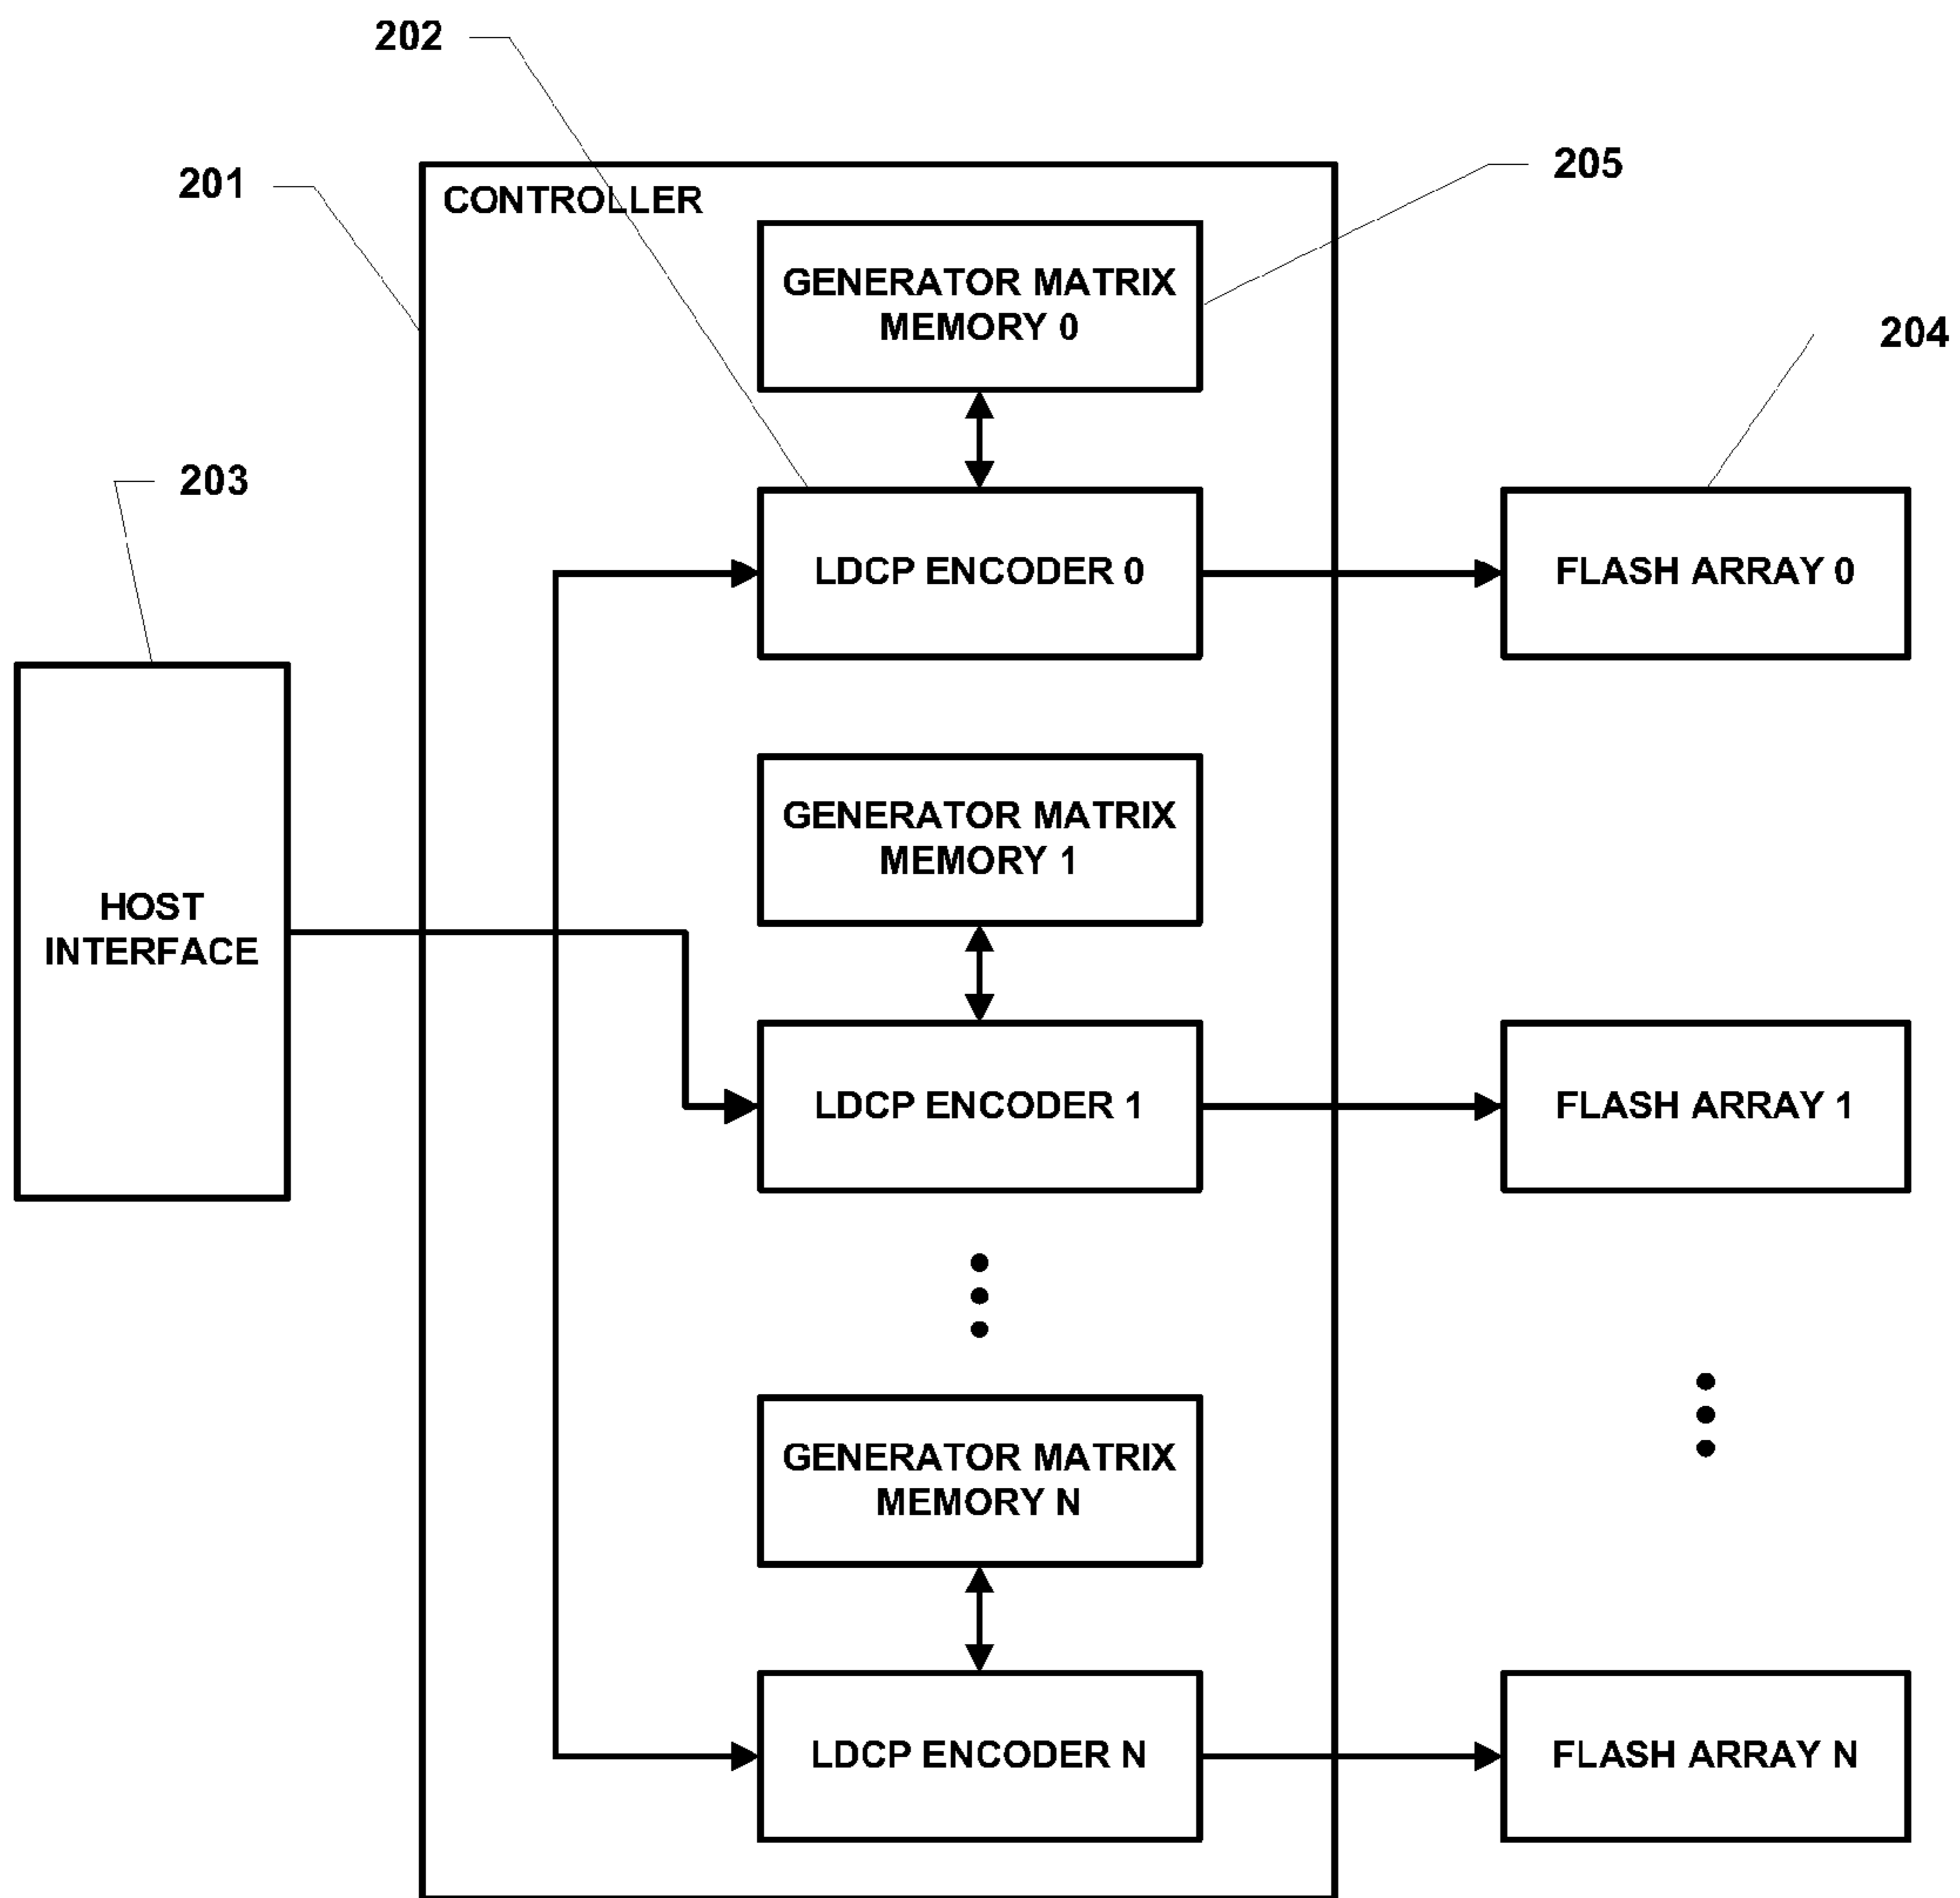 202
201
CONTROLLER
205
GENERATOR MATRIX
MEMORY 0
204
203
LDCP ENCODER 0
FLASH ARRAY 0
GENERATOR MATRIX
MEMORY 1
HOST
INTERFACE
LDCP ENCODER 1
FLASH ARRAY 1
GENERATOR MATRIX
MEMORY N
LDCP ENCODER N
FLASH ARRAY N